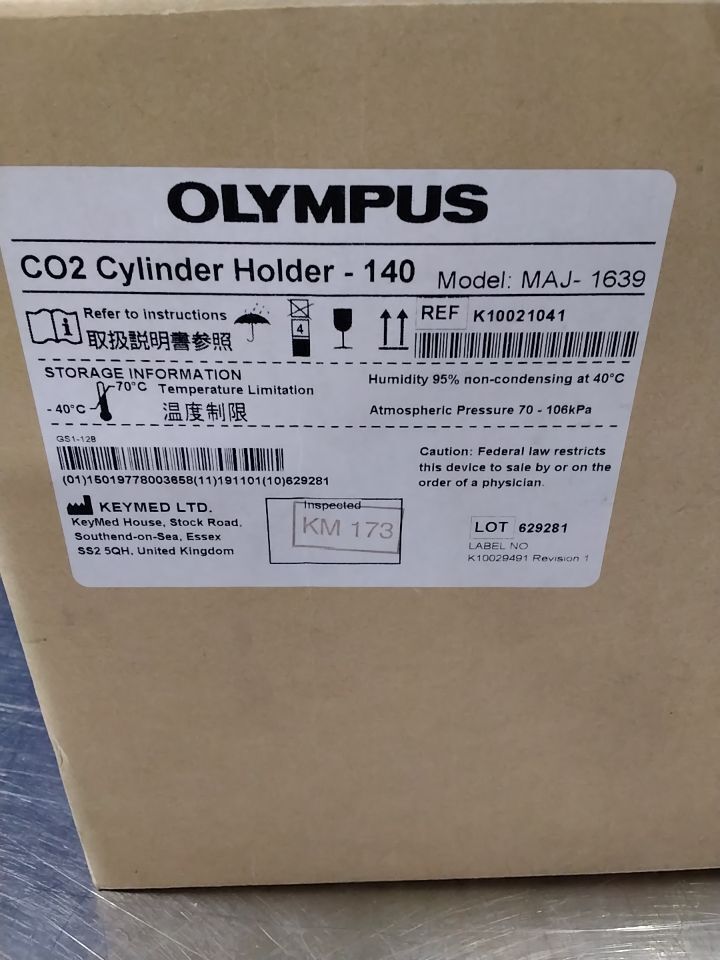 OLYMPUS
CO2 Cylinder Holder - 140 Model: MAJ- 1639
Refer to instructions
取扱説明書参照
4
REF K10021041
STORAGE INFORMATION
70°C Temperature Limitation
- 40°C 温度制限
Humidity 95% non-condensing at 40°C
Atmospheric Pressure 70 - 106kPa
GS1-128
(01)15019778003658(11)191101(10)629281
Caution: Federal law restricts
this device to sale by or on the
order of a physician.
KEYMED LTD.
KeyMed House, Stock Road,
Southend-on-Sea, Essex
SS2 5QH, United Kingdom
Inspected
KM 173
LOT 629281
LABEL NO
K10029491 Revision 1